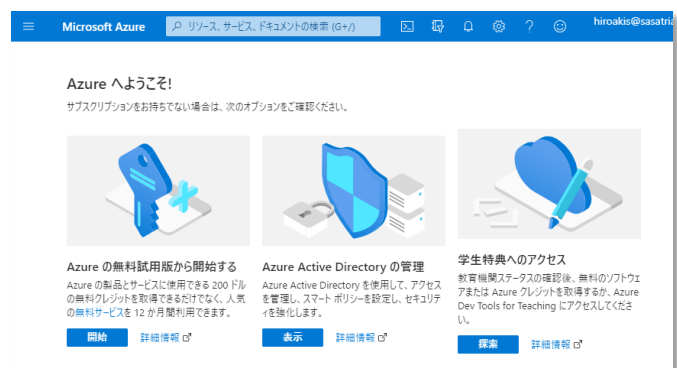 Microsoft Azure
リソース、サービス、ドキュメントの検索 (G+/)
hiroakis@sasatria
Azure へようこそ!
サブスクリプションをお持ちでない場合は、次のオプションをご確認ください。
Azure の無料試用版から開始する
Azure の製品とサービスに使用できる 200 ドル
の無料クレジットを取得できるだけでなく、人気
の無料サービスを 12 か月間利用できます。
開始 詳細情報
Azure Active Directory の管理
Azure Active Directory を使用して、アクセス
を管理し、スマート ポリシーを設定し、セキュリテ
ィを強化します。
表示 詳細情報
学生特典へのアクセス
教育機関ステータスの確認後、無料のソフトウェ
アまたは Azure クレジットを取得するか、Azure
Dev Tools for Teaching にアクセスしてくださ
い。
探索 詳細情報